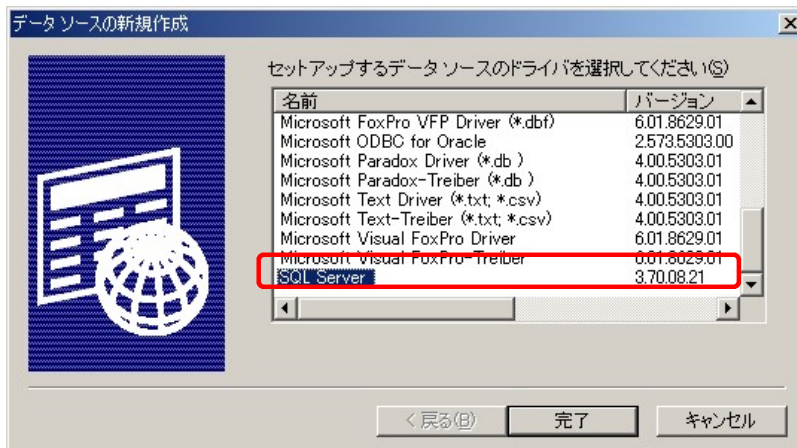 データ ソースの新規作成
セットアップするデータ ソースのドライバを選択してください(S)
名前 バージョン
Microsoft FoxPro VFP Driver (*.dbf) 6.01.8629.01
Microsoft ODBC for Oracle 2.573.5303.00
Microsoft Paradox Driver (*.db ) 4.00.5303.01
Microsoft Paradox-Treiber (*.db ) 4.00.5303.01
Microsoft Text Driver (*.txt; *.csv) 4.00.5303.01
Microsoft Text-Treiber (*.txt; *.csv) 4.00.5303.01
Microsoft Visual FoxPro Driver 6.01.8629.01
Microsoft Visual FoxPro-Treiber 6.01.8629.01
SQL Server 3.70.08.21
< 戻る(B) 完了 キャンセル